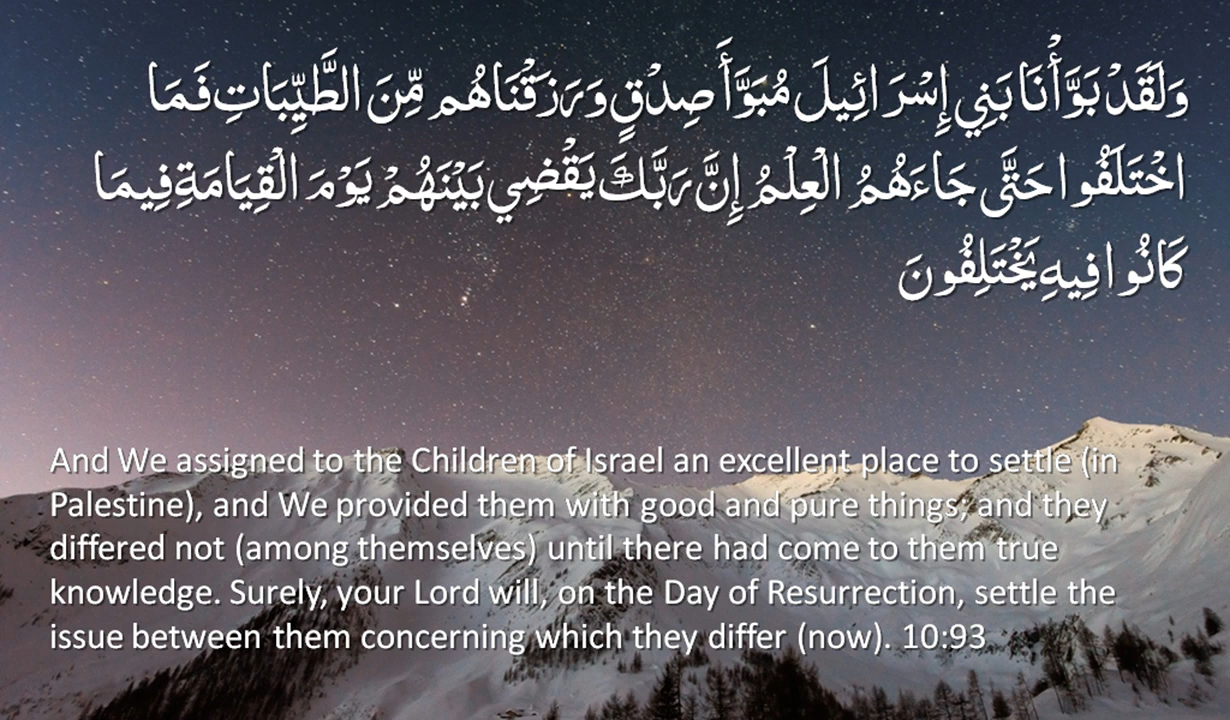 وَلَقَدْ بَوَّأْنَا بَنِي إِسْرَائِيلَ مُبَوَّأَ صِدْقٍ وَرَزَقْنَاهُم مِّنَ الطَّيِّبَاتِ فَمَا
اخْتَلَفُوا حَتَّى جَاءَهُمُ الْعِلْمُ إِنَّ رَبَّكَ يَقْضِي بَيْنَهُمْ يَوْمَ الْقِيَامَةِ فِيمَا
كَانُوا فِيهِ يَخْتَلِفُونَ
And We assigned to the Children of Israel an excellent place to settle (in
Palestine), and We provided them with good and pure things; and they
differed not (among themselves) until there had come to them true
knowledge. Surely, your Lord will, on the Day of Resurrection, settle the
issue between them concerning which they differ (now). 10:93